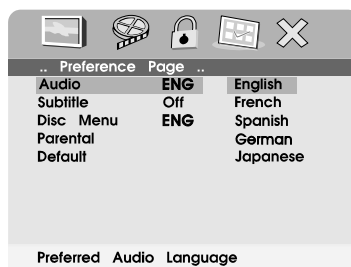 .. Preference Page ..
Audio ENG English
Subtitle Off French
Disc Menu ENG Spanish
Parental German
Default Japanese
Preferred Audio Language